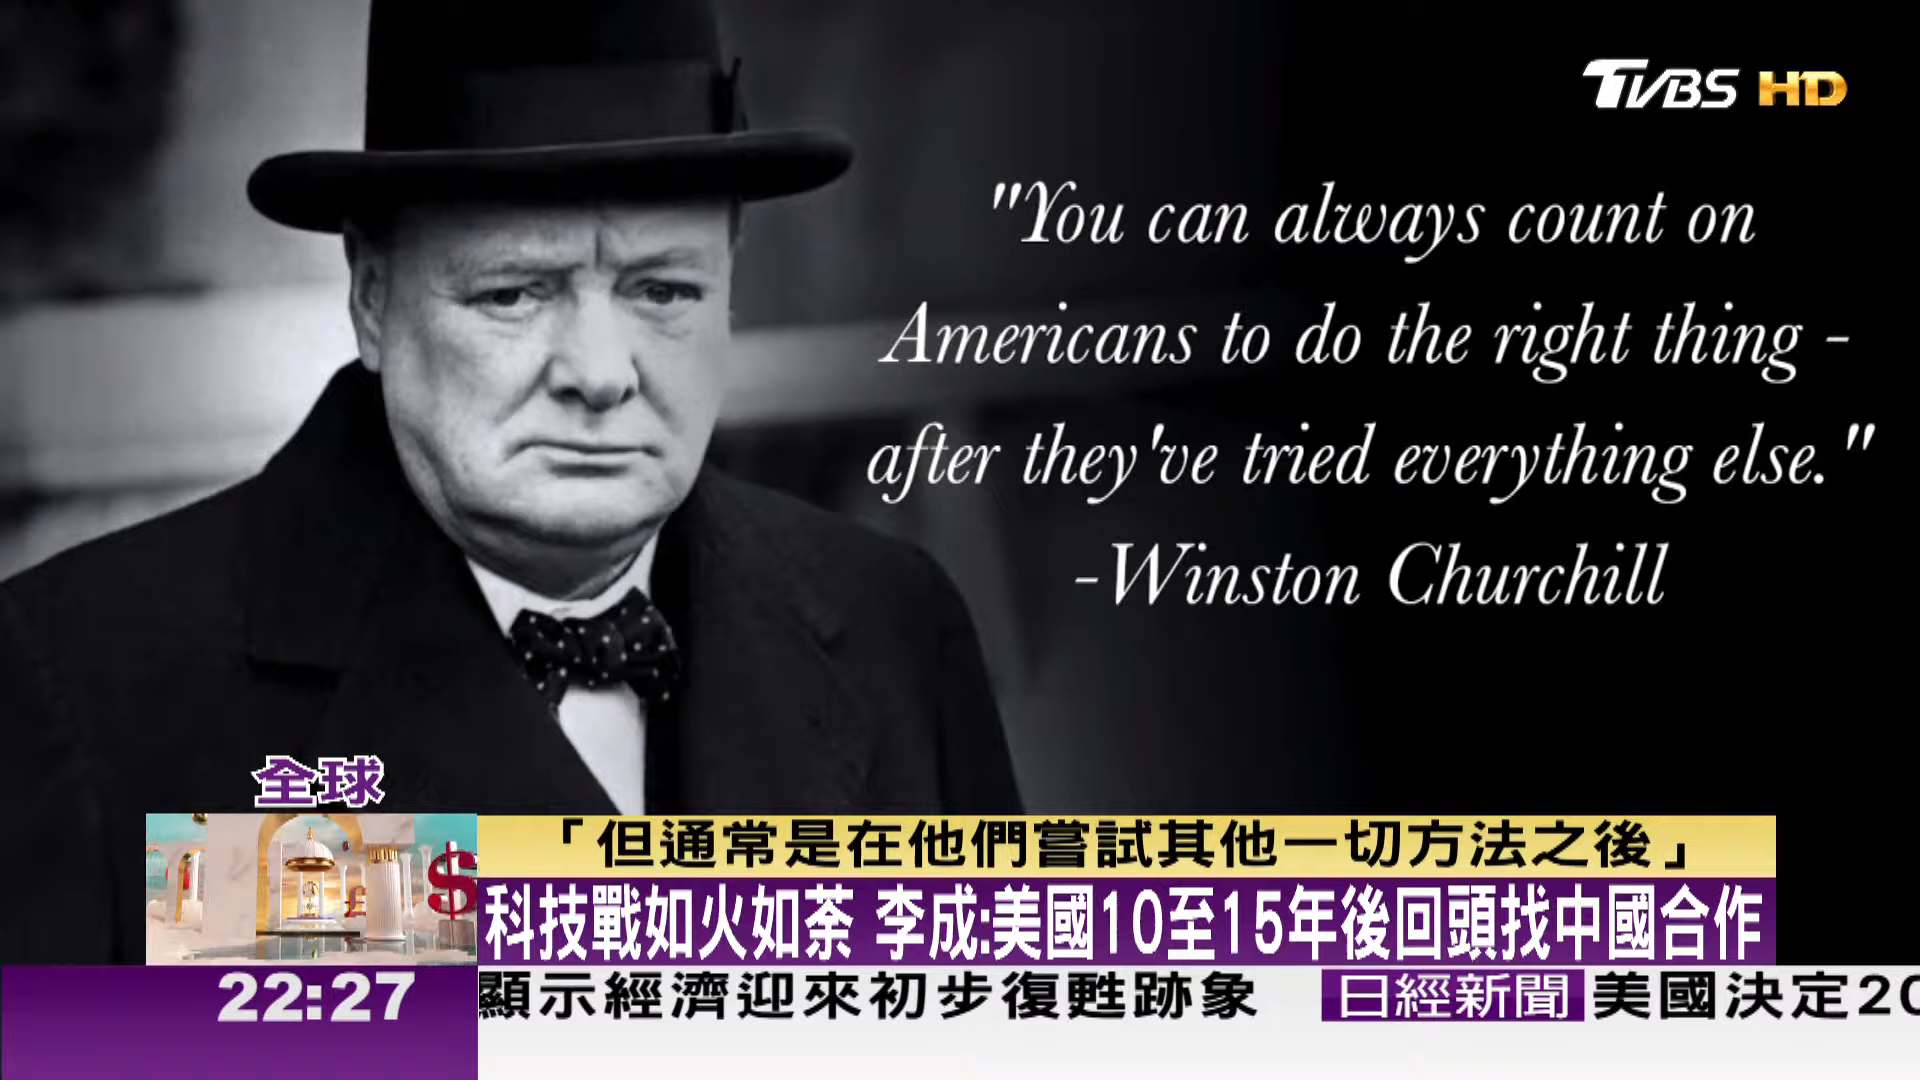 TVBS HD
"You can always count on
Americans to do the right thing -
after they've tried everything else."
-Winston Churchill
全球
「但通常是在他們嘗試其他一切方法之後」
科技戰如火如荼 李成:美國10至15年後回頭找中國合作
22:27
顯示經濟迎來初步復甦跡象 日經新聞 美國決定20